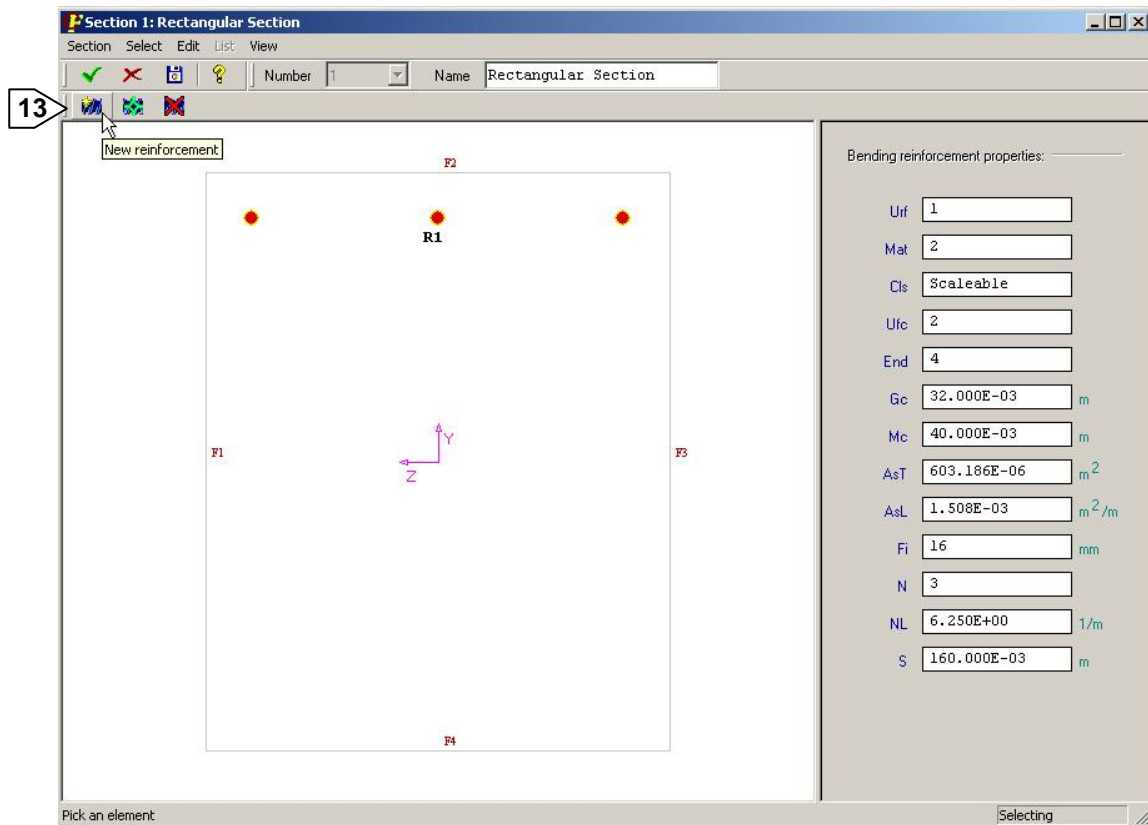 Section 1: Rectangular Section
Section Select Edit List View
Number 1 Name Rectangular Section
13
New reinforcement
F2
R1
F1
F3
Y
Z
F4
Bending reinforcement properties:
Urf 1
Mat 2
Cls Scaleable
Ufc 2
End 4
Gc 32.000E-03 m
Mc 40.000E-03 m
AsT 603.186E-06 m2
AsL 1.508E-03 m2/m
Fi 16 mm
N 3
NL 6.250E+00 1/m
S 160.000E-03 m
Pick an element
Selecting